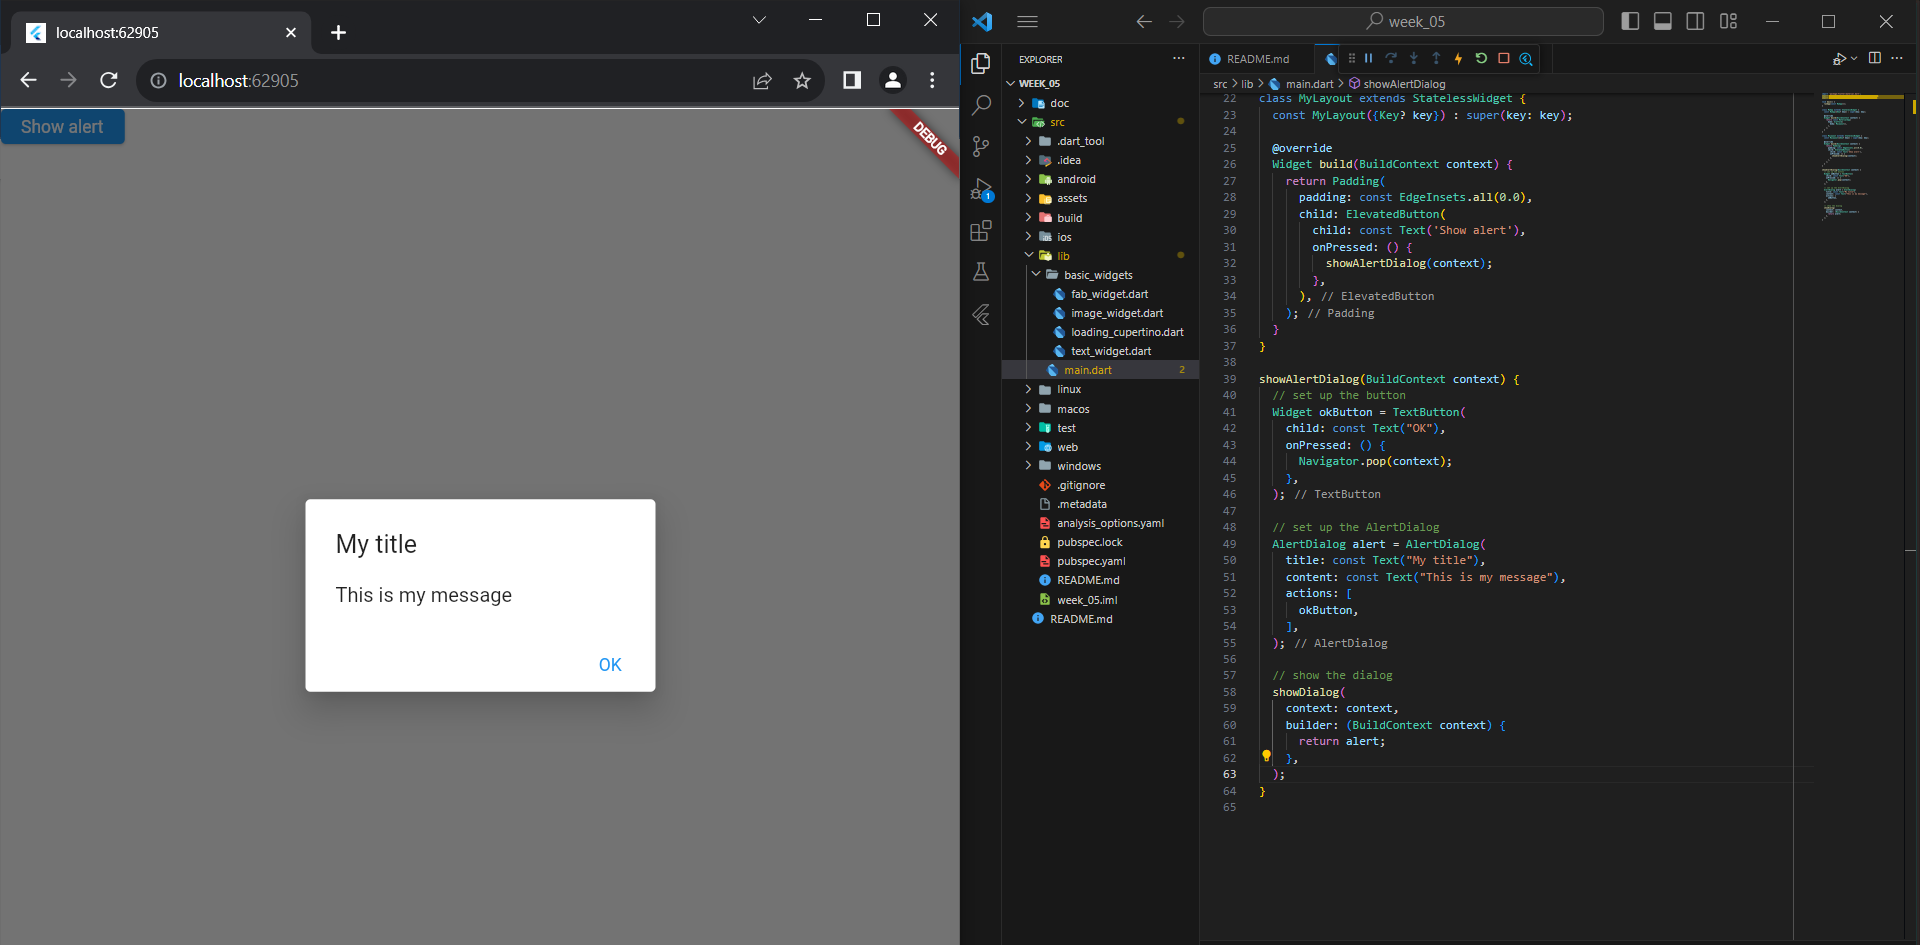 localhost:62905
localhost:62905
Show alert
DEBUG
My title
This is my message
OK
week_05
EXPLORER
WEEK_05
doc
src
.dart_tool
.idea
android
assets
build
ios
lib
basic_widgets
fab_widget.dart
image_widget.dart
loading_cupertino.dart
text_widget.dart
main.dart 2
linux
macos
test
web
windows
.gitignore
.metadata
analysis_options.yaml
pubspec.lock
pubspec.yaml
README.md
week_05.iml
README.md
1
README.md
src > lib > main.dart > showAlertDialog
22 class MyLayout extends StatelessWidget {
23 const MyLayout({Key? key}) : super(key: key);
24
25 @override
26 Widget build(BuildContext context) {
27 return Padding(
28 padding: const EdgeInsets.all(0.0),
29 child: ElevatedButton(
30 child: const Text('Show alert'),
31 onPressed: () {
32 showAlertDialog(context);
33 },
34 ), // ElevatedButton
35 ); // Padding
36 }
37 }
38
39 showAlertDialog(BuildContext context) {
40 // set up the button
41 Widget okButton = TextButton(
42 child: const Text("OK"),
43 onPressed: () {
44 Navigator.pop(context);
45 },
46 ); // TextButton
47
48 // set up the AlertDialog
49 AlertDialog alert = AlertDialog(
50 title: const Text("My title"),
51 content: const Text("This is my message"),
52 actions: [
53 okButton,
54 ],
55 ); // AlertDialog
56
57 // show the dialog
58 showDialog(
59 context: context,
60 builder: (BuildContext context) {
61 return alert;
62 },
63 );
64 }
65